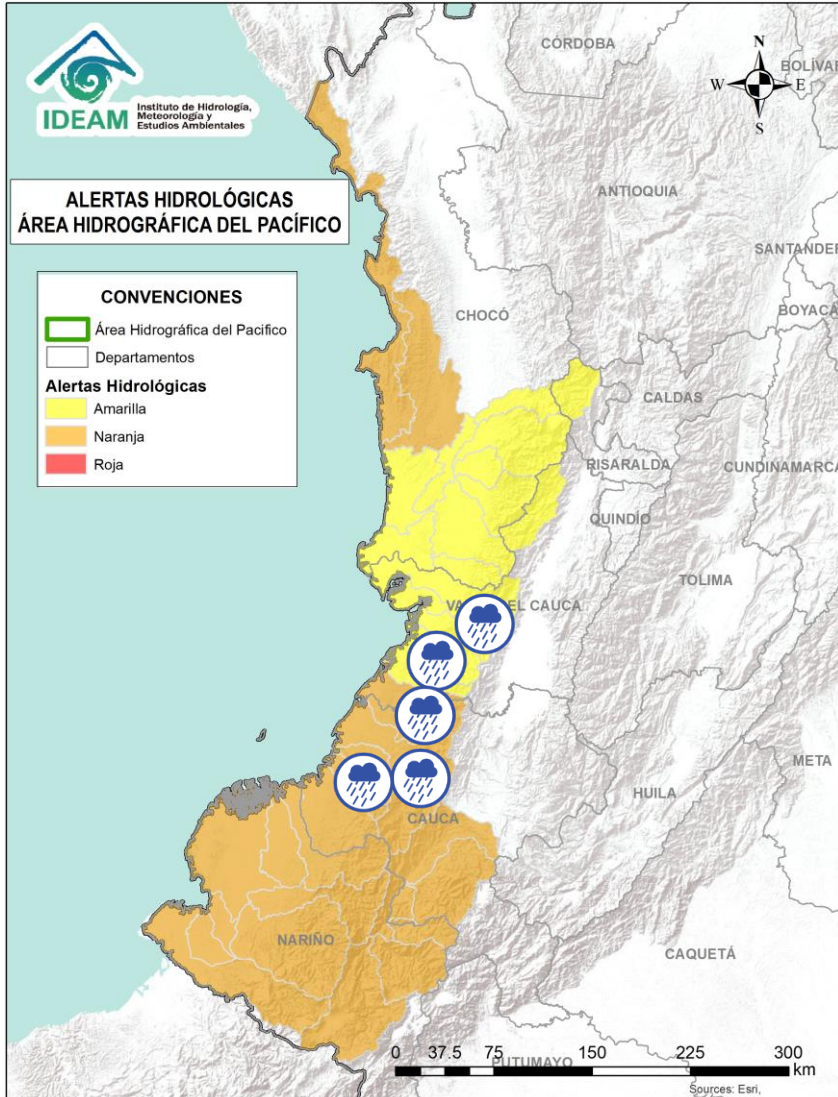 IDEAM
Instituto de Hidrología,
Meteorología y
Estudios Ambientales
ALERTAS HIDROLÓGICAS
ÁREA HIDROGRÁFICA DEL PACÍFICO
CONVENCIONES
Área Hidrográfica del Pacifico
Departamentos
Alertas Hidrológicas
Amarilla
Naranja
Roja
N
W
E
S
CÓRDOBA
BOLÍVAR
ANTIOQUIA
SANTANDER
BOYACÁ
CHOCÓ
CALDAS
RISARALDA
CUNDINAMARCA
QUINDÍO
TOLIMA
VA EL CAUCA
META
HUILA
CAUCA
NARIÑO
CAQUETÁ
PUTUMAYO
0 37.5 75 150 225 300
km
Sources: Esri,